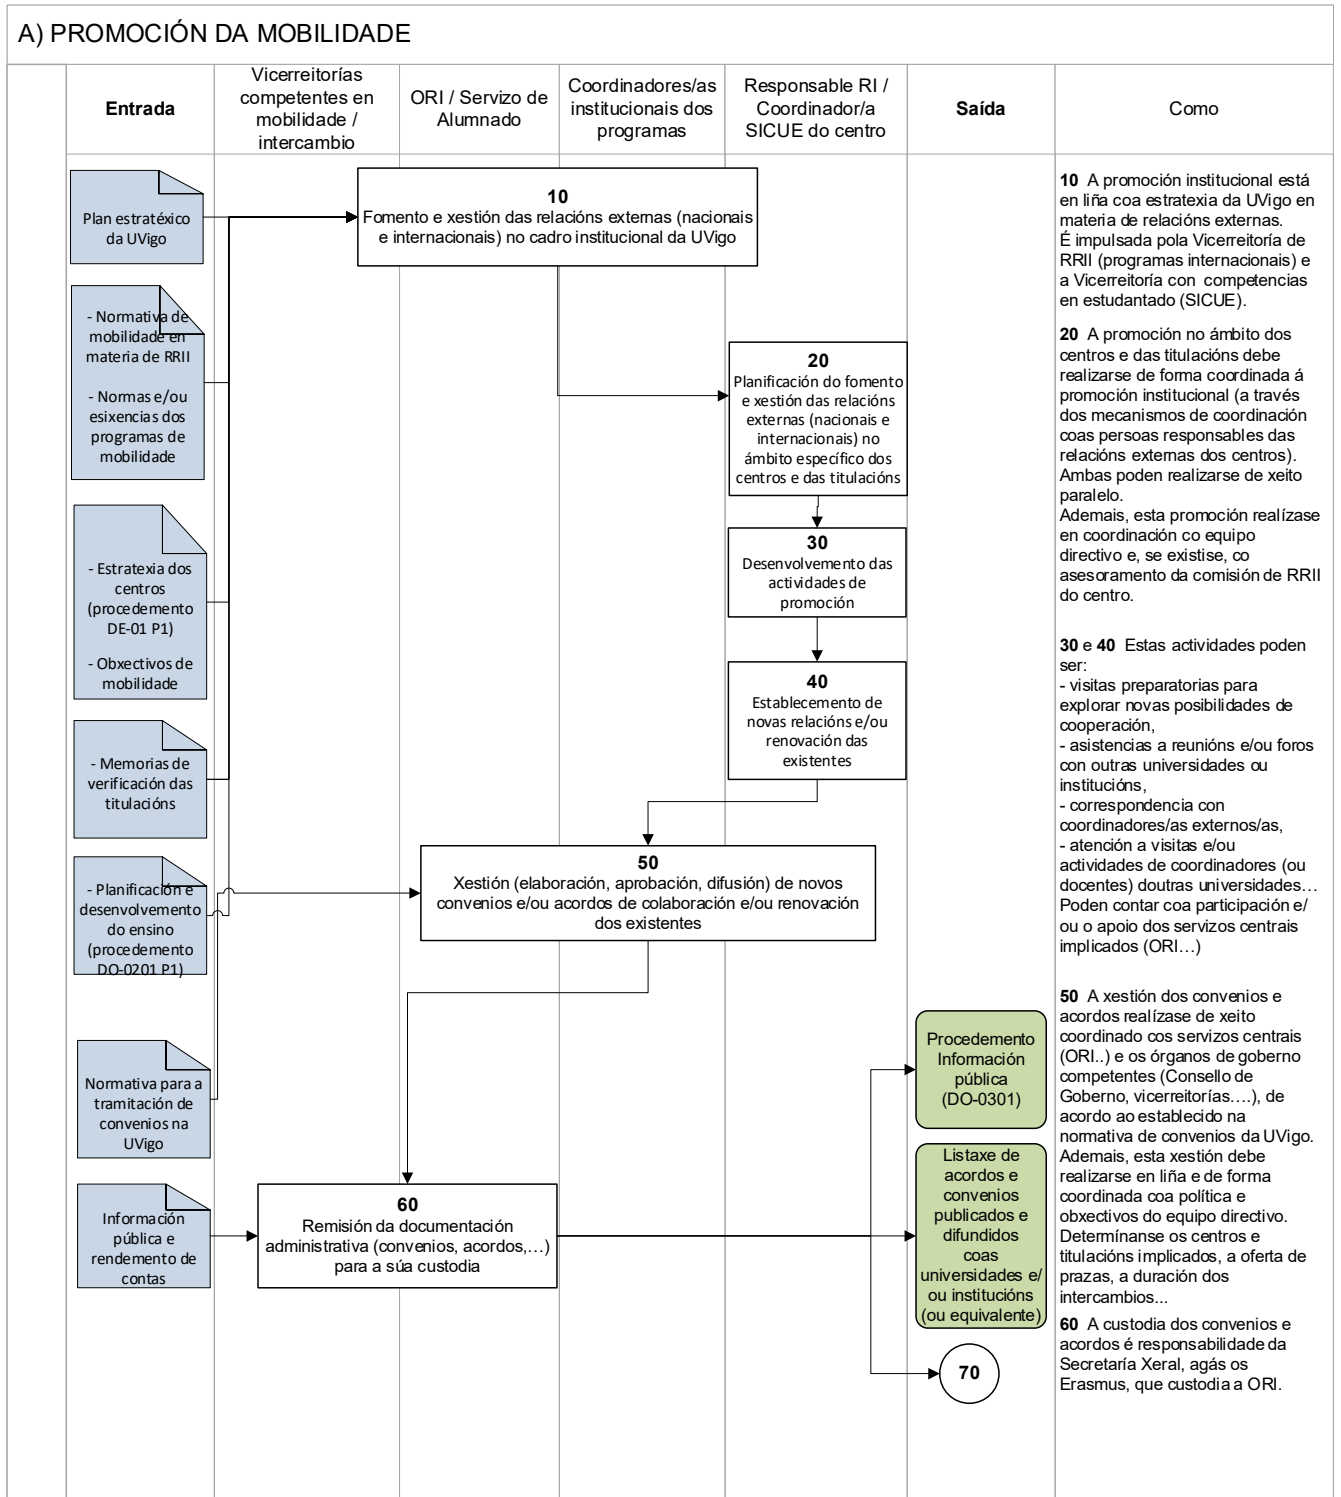 A) PROMOCIÓN DA MOBILIDADE
Entrada
Vicerreitorías
competentes en
mobilidade /
intercambio
ORI / Servizo de
Alumnado
Coordinadores/as
institucionais dos
programas
Responsable RI /
Coordinador/a
SICUE do centro
Saída
Como
Plan estratéxico
da UVigo
- Normativa de
mobilidade en
materia de RRII
- Normas e/ou
esixencias dos
programas de
mobilidade
- Estratexia dos
centros
(procedemento
DE-01 P1)
- Obxectivos de
mobilidade
- Memorias de
verificación das
titulacións
- Planificación e
desenvolvemento
do ensino
(procedemento
DO-0201 P1)
Normativa para a
tramitación de
convenios na
UVigo
Información
pública e
rendemento de
contas
10
Fomento e xestión das relacións externas (nacionais
e internacionais) no cadro institucional da UVigo
20
Planificación do fomento
e xestión das relacións
externas (nacionais e
internacionais) no
ámbito específico dos
centros e das titulacións
30
Desenvolvemento das
actividades de
promoción
40
Establecemento de
novas relacións e/ou
renovación das
existentes
50
Xestión (elaboración, aprobación, difusión) de novos
convenios e/ou acordos de colaboración e/ou renovación
dos existentes
60
Remisión da documentación
administrativa (convenios, acordos,...)
para a súa custodia
Procedemento
Información
pública
(DO-0301)
Listaxe de
acordos e
convenios
publicados e
difundidos
coas
universidades e/
ou institucións
(ou equivalente)
70
10 A promoción institucional está
en liña coa estratexia da UVigo en
materia de relacións externas.
É impulsada pola Vicerreitoría de
RRII (programas internacionais) e
a Vicerreitoría con competencias
en estudantado (SICUE).
20 A promoción no ámbito dos
centros e das titulacións debe
realizarse de forma coordinada á
promoción institucional (a través
dos mecanismos de coordinación
coas persoas responsables das
relacións externas dos centros).
Ambas poden realizarse de xeito
paralelo.
Ademais, esta promoción realízase
en coordinación co equipo
directivo e, se existise, co
asesoramento da comisión de RRII
do centro.
30 e 40 Estas actividades poden
ser:
- visitas preparatorias para
explorar novas posibilidades de
cooperación,
- asistencias a reunións e/ou foros
con outras universidades ou
institucións,
- correspondencia con
coordinadores/as externos/as,
- atención a visitas e/ou
actividades de coordinadores (ou
docentes) doutras universidades...
Poden contar coa participación e/
ou o apoio dos servizos centrais
implicados (ORI...)
50 A xestión dos convenios e
acordos realízase de xeito
coordinado cos servizos centrais
(ORI..) e os órganos de goberno
competentes (Consello de
Goberno, vicerreitorías....), de
acordo ao establecido na
normativa de convenios da UVigo.
Ademais, esta xestión debe
realizarse en liña e de forma
coordinada coa política e
obxectivos do equipo directivo.
Determínanse os centros e
titulacións implicados, a oferta de
prazas, a duración dos
intercambios...
60 A custodia dos convenios e
acordos é responsabilidade da
Secretaría Xeral, agás os
Erasmus, que custodia a ORI.